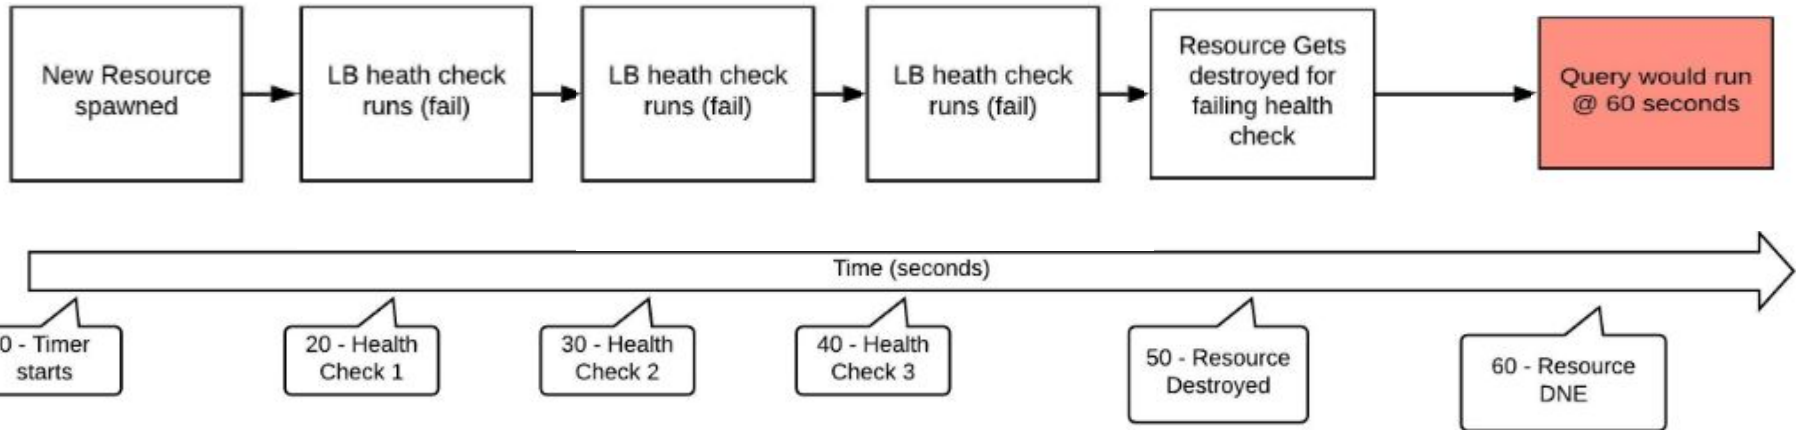 New Resource
spawned
LB heath check
runs (fail)
LB heath check
runs (fail)
LB heath check
runs (fail)
Resource Gets
destroyed for
failing health
check
Query would run
@ 60 seconds
Time (seconds)
0 - Timer
starts
20 - Health
Check 1
30 - Health
Check 2
40 - Health
Check 3
50 - Resource
Destroyed
60 - Resource
DNE